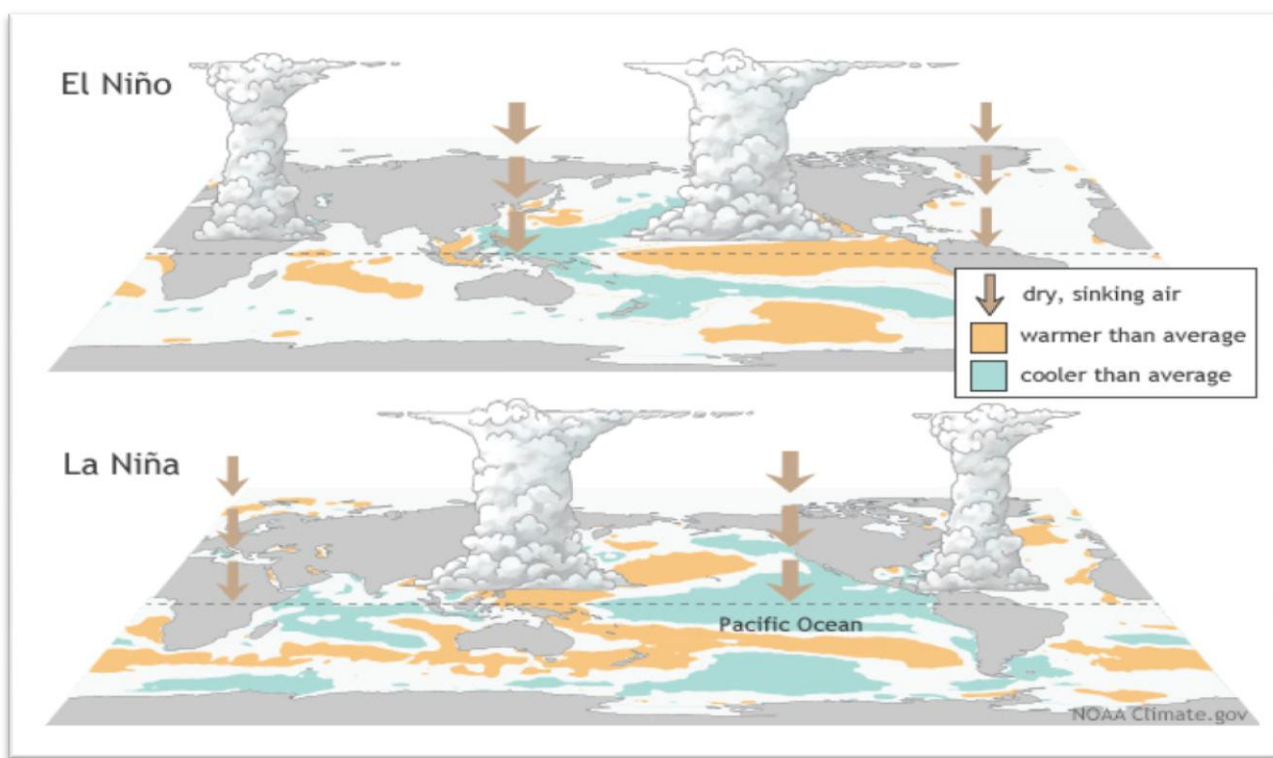 El Niño
dry, sinking air
warmer than average
cooler than average
La Niña
Pacific Ocean
NOAA Climate.gov